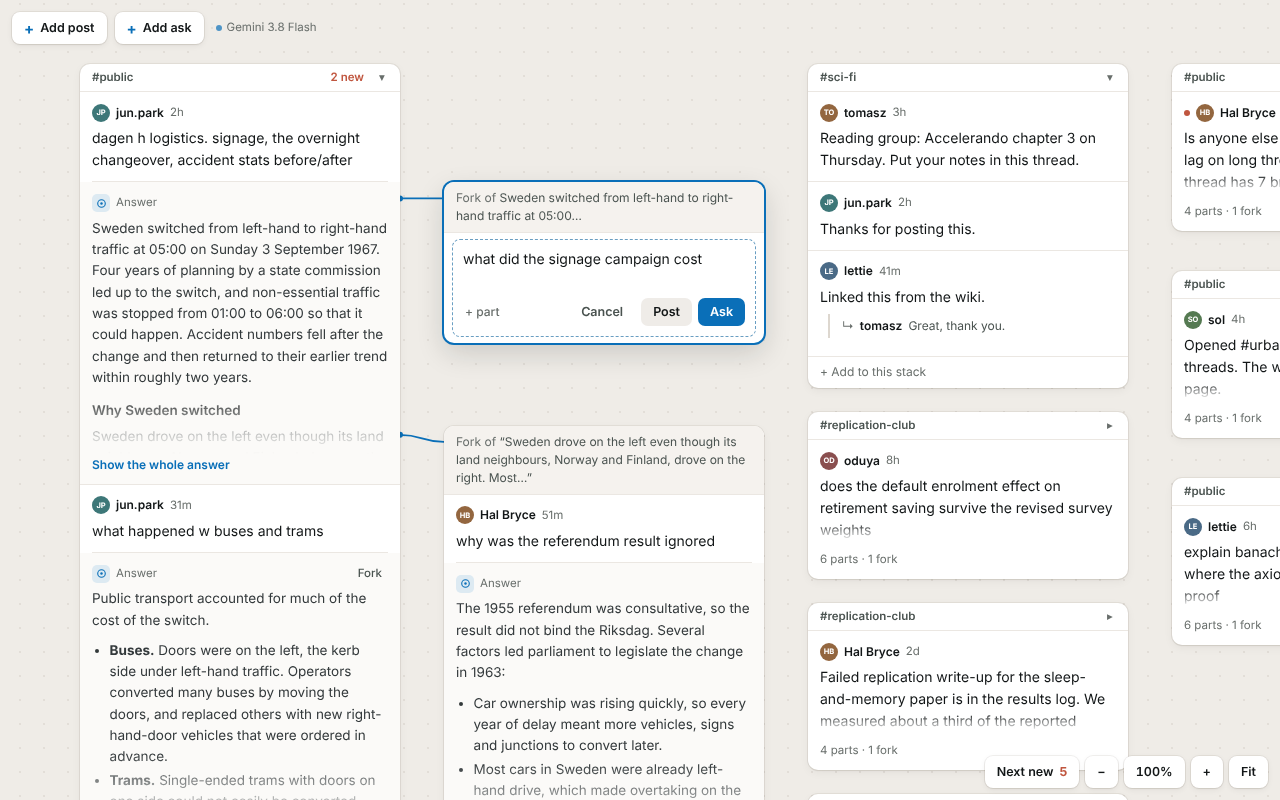 + Add post
+ Add ask
Gemini 3.8 Flash
#public
2 new
JP jun.park 2h
dagen h logistics. signage, the overnight
changeover, accident stats before/after
Answer
Sweden switched from left-hand to right-hand
traffic at 05:00 on Sunday 3 September 1967.
Four years of planning by a state commission
led up to the switch, and non-essential traffic
was stopped from 01:00 to 06:00 so that it
could happen. Accident numbers fell after the
change and then returned to their earlier trend
within roughly two years.
Why Sweden switched
Sweden drove on the left even though its land
Show the whole answer
JP jun.park 31m
what happened w buses and trams
Answer
Fork
Public transport accounted for much of the
cost of the switch.
• Buses. Doors were on the left, the kerb
side under left-hand traffic. Operators
converted many buses by moving the
doors, and replaced others with new right-
hand-door vehicles that were ordered in
advance.
• Trams. Single-ended trams with doors on
one side could not easily be converted
Fork of Sweden switched from left-hand to right-
hand traffic at 05:00...
what did the signage campaign cost
+ part
Cancel
Post
Ask
Fork of “Sweden drove on the left even though its
land neighbours, Norway and Finland, drove on the
right. Most...”
HB Hal Bryce 51m
why was the referendum result ignored
Answer
The 1955 referendum was consultative, so the
result did not bind the Riksdag. Several
factors led parliament to legislate the change
in 1963:
• Car ownership was rising quickly, so every
year of delay meant more vehicles, signs
and junctions to convert later.
• Most cars in Sweden were already left-
hand drive, which made overtaking on the
#sci-fi
TO tomasz 3h
Reading group: Accelerando chapter 3 on
Thursday. Put your notes in this thread.
JP jun.park 2h
Thanks for posting this.
LE lettie 41m
Linked this from the wiki.
↳ tomasz Great, thank you.
+ Add to this stack
#replication-club
OD oduya 8h
does the default enrolment effect on
retirement saving survive the revised survey
weights
6 parts · 1 fork
#replication-club
HB Hal Bryce 2d
Failed replication write-up for the sleep-
and-memory paper is in the results log. We
measured about a third of the reported
4 parts · 1 fork
#public
HB Hal Bryce
Is anyone else
lag on long thr
thread has 7 b
4 parts · 1 fork
#public
SO sol 4h
Opened #urba
threads. The w
page.
4 parts · 1 fork
#public
LE lettie 6h
explain banach
where the axio
proof
6 parts · 1 fork
Next new 5
−
100%
+
Fit